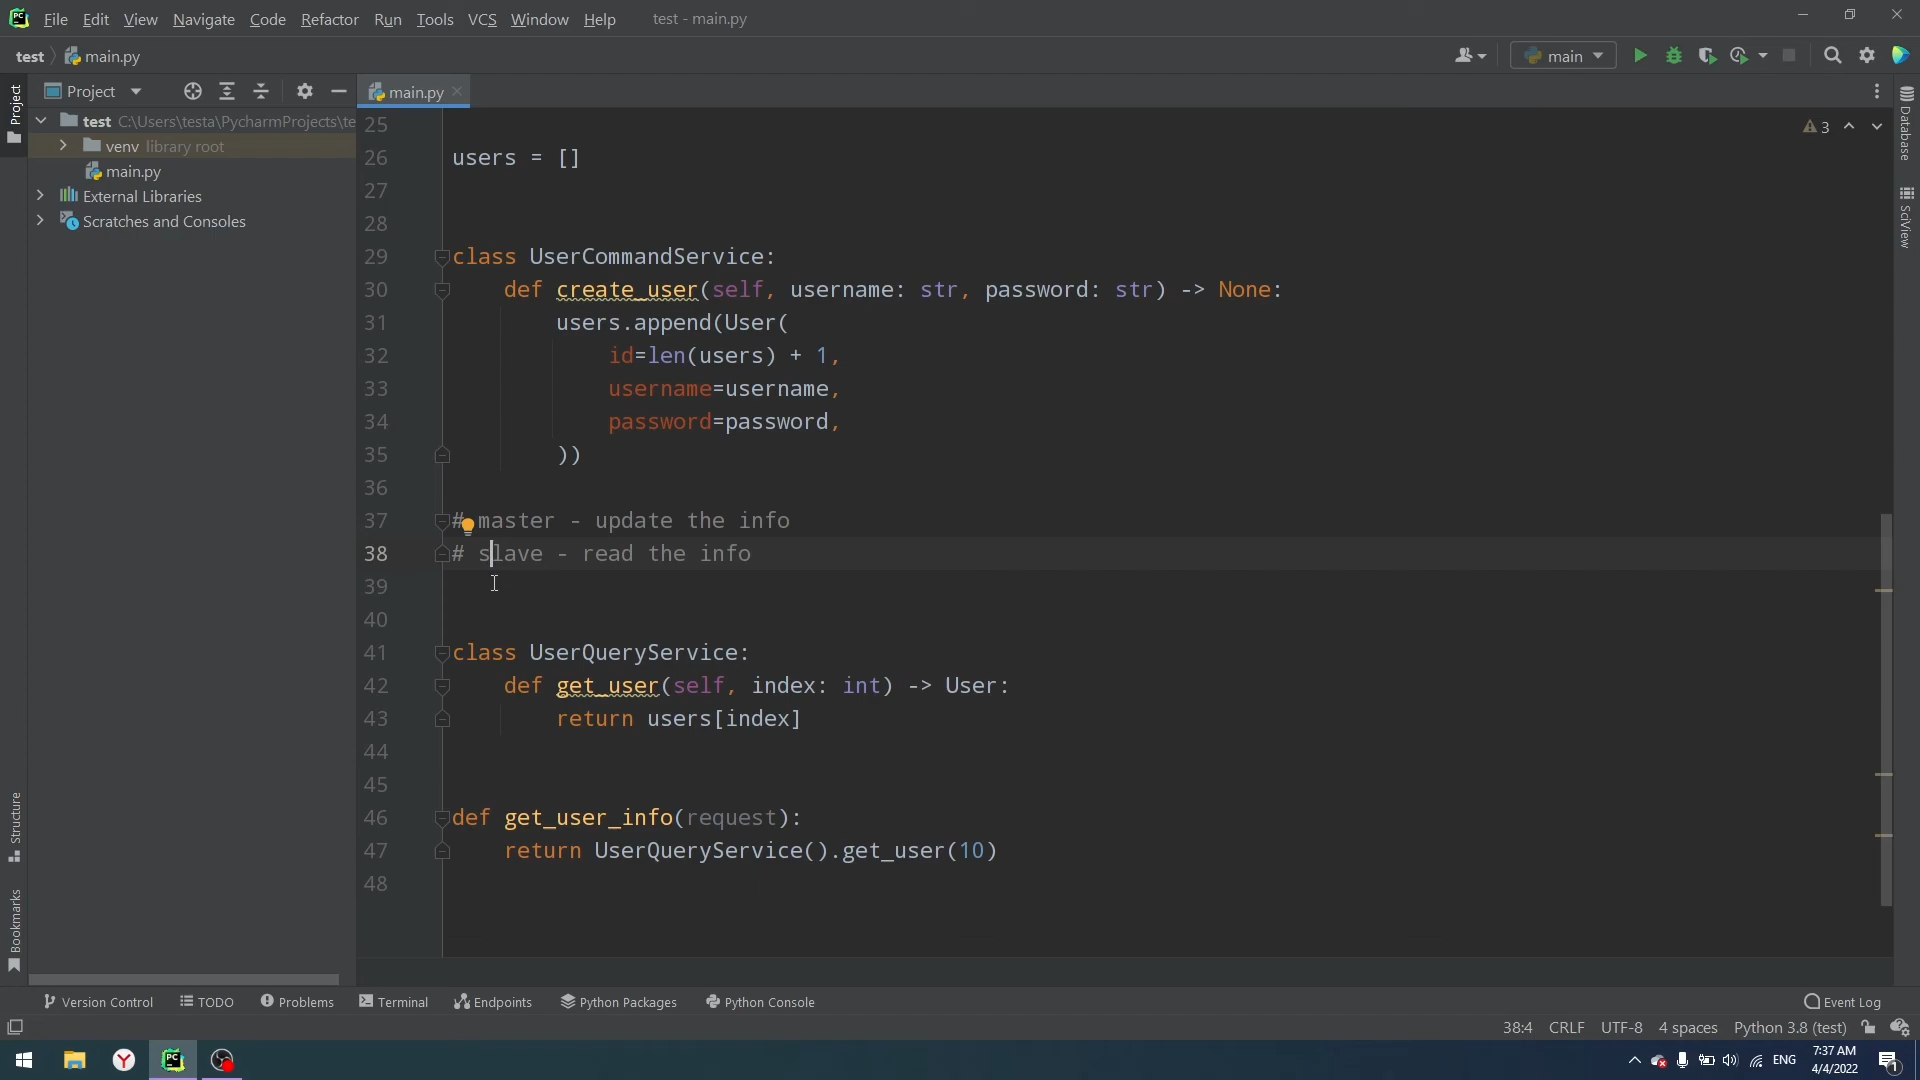 PC File Edit View Navigate Code Refactor Run Tools VCS Window Help test - main.py
test main.py main
Project main.py
test C:\Users\testa\PycharmProjects\te
venv library root
main.py
External Libraries
Scratches and Consoles
Project
Structure
Bookmarks
3
25
26 users = []
27
28
29 class UserCommandService:
30 def create_user(self, username: str, password: str) -> None:
31 users.append(User(
32 id=len(users) + 1,
33 username=username,
34 password=password,
35 ))
36
37 # master - update the info
38 # slave - read the info
39
40
41 class UserQueryService:
42 def get_user(self, index: int) -> User:
43 return users[index]
44
45
46 def get_user_info(request):
47 return UserQueryService().get_user(10)
48
Database
SciView
Version Control TODO Problems Terminal Endpoints Python Packages Python Console Event Log
38:4 CRLF UTF-8 4 spaces Python 3.8 (test)
Y PC ENG 7:37 AM
4/4/2022
1